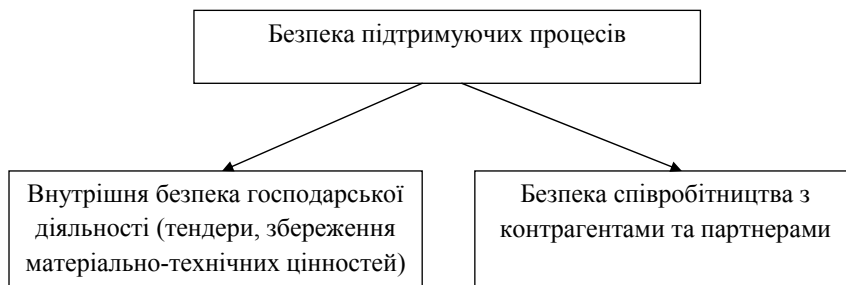 Безпека підтримуючих процесів
Внутрішня безпека господарської
діяльності (тендери, збереження
матеріально-технічних цінностей)
Безпека співробітництва з
контрагентами та партнерами